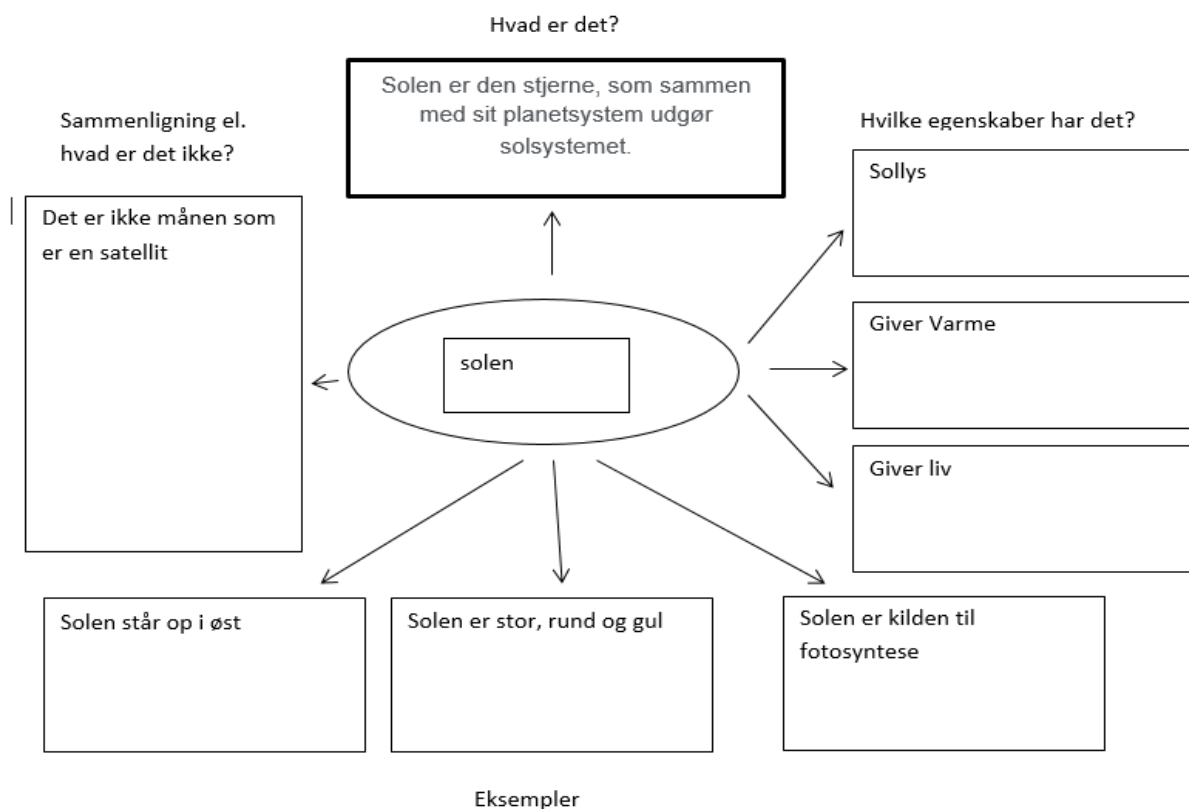 Hvad er det?
Solen er den stjerne, som sammen
med sit planetsystem udgør
solsystemet.
Sammenligning el.
hvad er det ikke?
Det er ikke månen som
er en satellit
Hvilke egenskaber har det?
Sollys
Giver Varme
Giver liv
solen
Solen står op i øst
Solen er stor, rund og gul
Solen er kilden til
fotosyntese
Eksempler